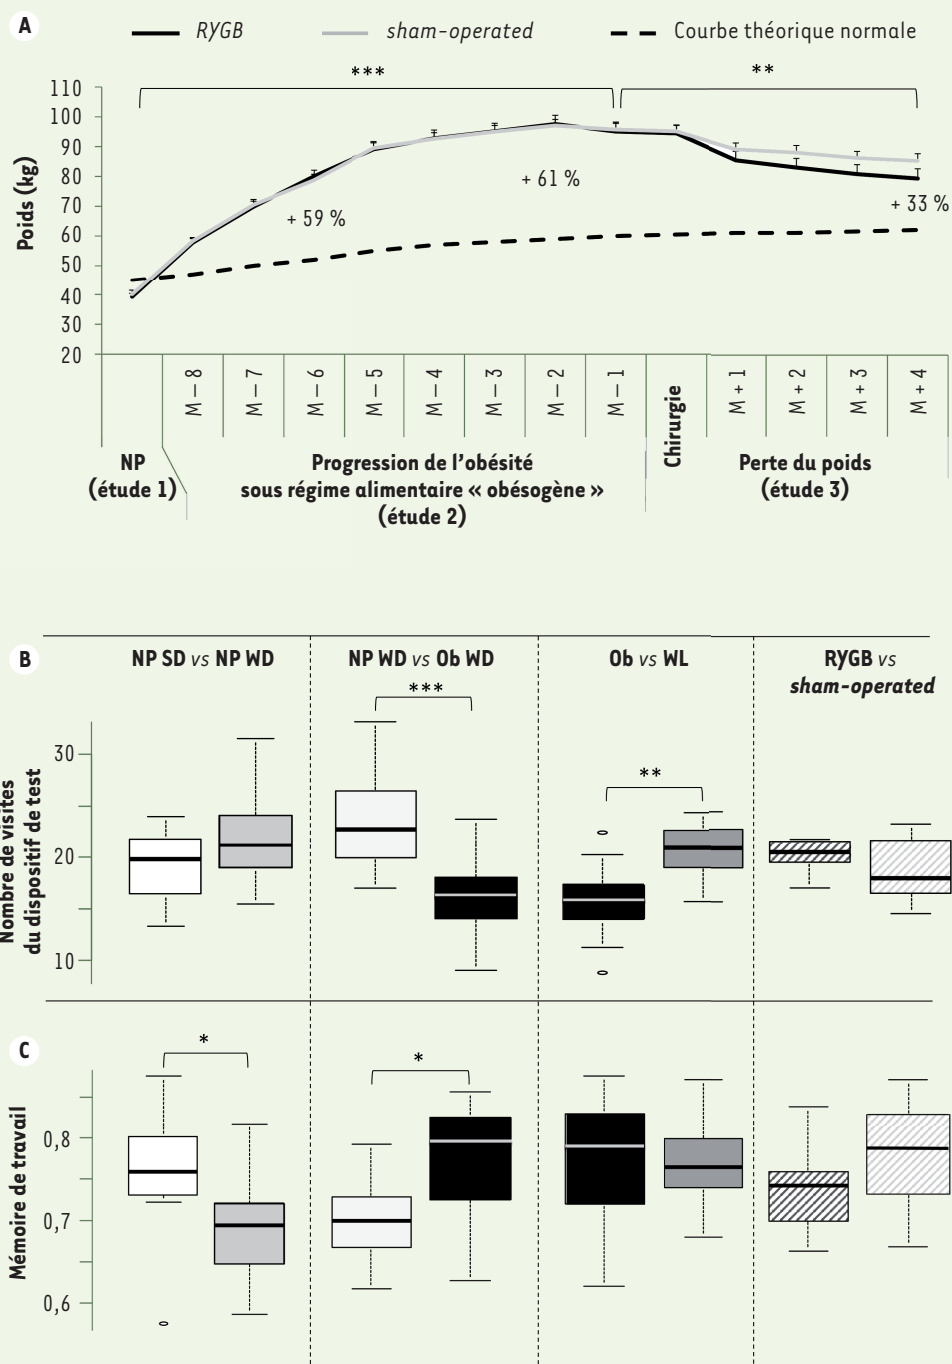 A
RYGB
sham-operated
Courbe théorique normale
***
**
Poids (kg)
110
100
90
80
70
60
50
40
30
20
+ 59 %
+ 61 %
+ 33 %
M – 8
M – 7
M – 6
M – 5
M – 4
M – 3
M – 2
M – 1
Chirurgie
M + 1
M + 2
M + 3
M + 4
NP
(étude 1)
Progression de l'obésité
sous régime alimentaire « obésogène »
(étude 2)
Perte du poids
(étude 3)
B
NP SD vs NP WD
NP WD vs Ob WD
Ob vs WL
RYGB vs
sham-operated
***
**
Nombre de visites
du dispositif de test
30
20
10
C
*
*
Mémoire de travail
0,8
0,7
0,6